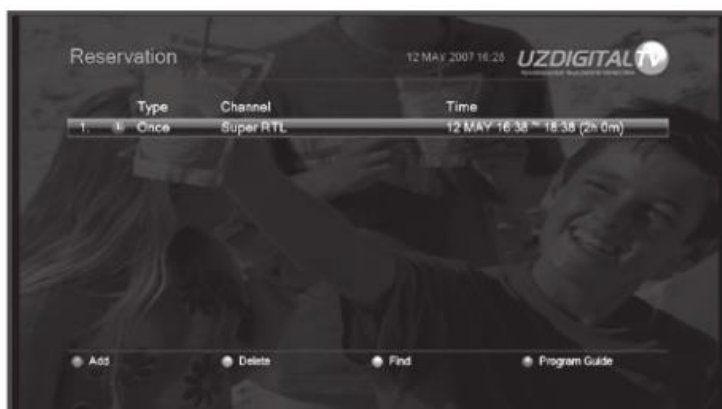 Reservation 12 MAY 2007 16:28 UZDIGITAL TV
Type Channel Time
1. Once Super RTL 12 MAY 16:38 ~ 18:38 (2h 0m)
Add Delete Find Program Guide